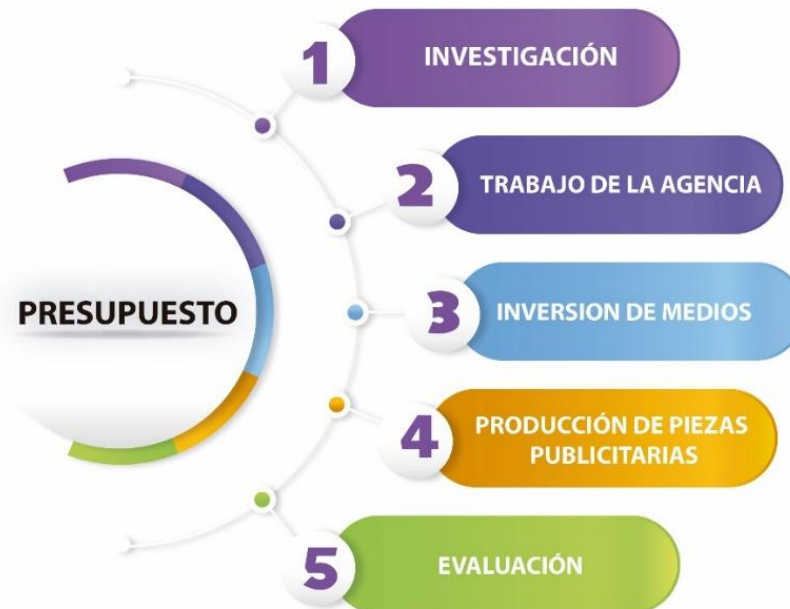 1
INVESTIGACIÓN
2
TRABAJO DE LA AGENCIA
PRESUPUESTO
3
INVERSION DE MEDIOS
4
PRODUCCIÓN DE PIEZAS
PUBLICITARIAS
5
EVALUACIÓN